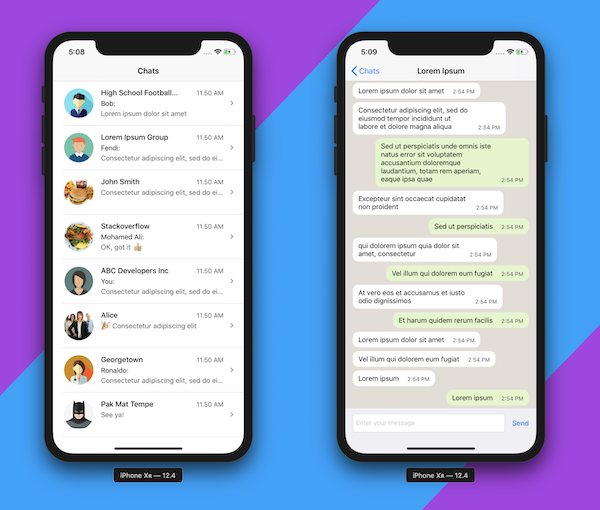 5:08
Chats
High School Football...
11.50 AM
Bob:
Lorem ipsum dolor sit amet
Lorem Ipsum Group
11.50 AM
Fendi:
Consectetur adipiscing elit, sed do ei...
John Smith
11.50 AM
Consectetur adipiscing elit, sed do ei...
Stackoverflow
11.50 AM
Mohamed Ali:
OK, got it 👍🏼
ABC Developers Inc
11.50 AM
You:
Consectetur adipiscing elit, sed do ei...
Alice
11.50 AM
🎉 Consectetur adipiscing elit
Georgetown
11.50 AM
Ronaldo:
Consectetur adipiscing elit, sed do ei...
Pak Mat Tempe
11.50 AM
See ya!
iPhone Xʀ — 12.4
5:09
Chats
Lorem Ipsum
Lorem ipsum dolor sit amet
2:54 PM
Consectetur adipiscing elit, sed do
eiusmod tempor incididunt ut
labore et dolore magna aliqua
2:54 PM
Sed ut perspiciatis unde omnis iste
natus error sit voluptatem
accusantium doloremque
laudantium, totam rem aperiam,
eaque ipsa quae
2:54 PM
Excepteur sint occaecat cupidatat
non proident
2:54 PM
Sed ut perspiciatis
2:54 PM
qui dolorem ipsum quia dolor sit
amet, consectetur
2:54 PM
Vel illum qui dolorem eum fugiat
2:54 PM
At vero eos et accusamus et iusto
odio dignissimos
2:54 PM
Et harum quidem rerum facilis
2:54 PM
Lorem ipsum dolor sit amet
2:54 PM
Vel illum qui dolorem eum fugiat
2:54 PM
Lorem ipsum
2:54 PM
Lorem ipsum
2:54 PM
Enter your message
Send
iPhone Xʀ — 12.4